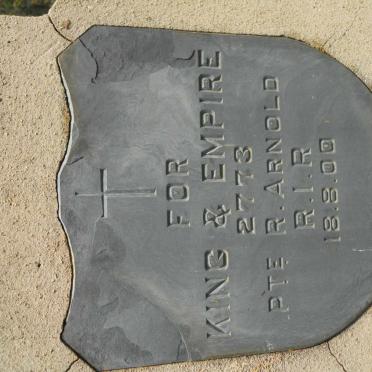 FOR
KING & EMPIRE
2773
PTE R. ARNOLD
R.I.R
18.8.00